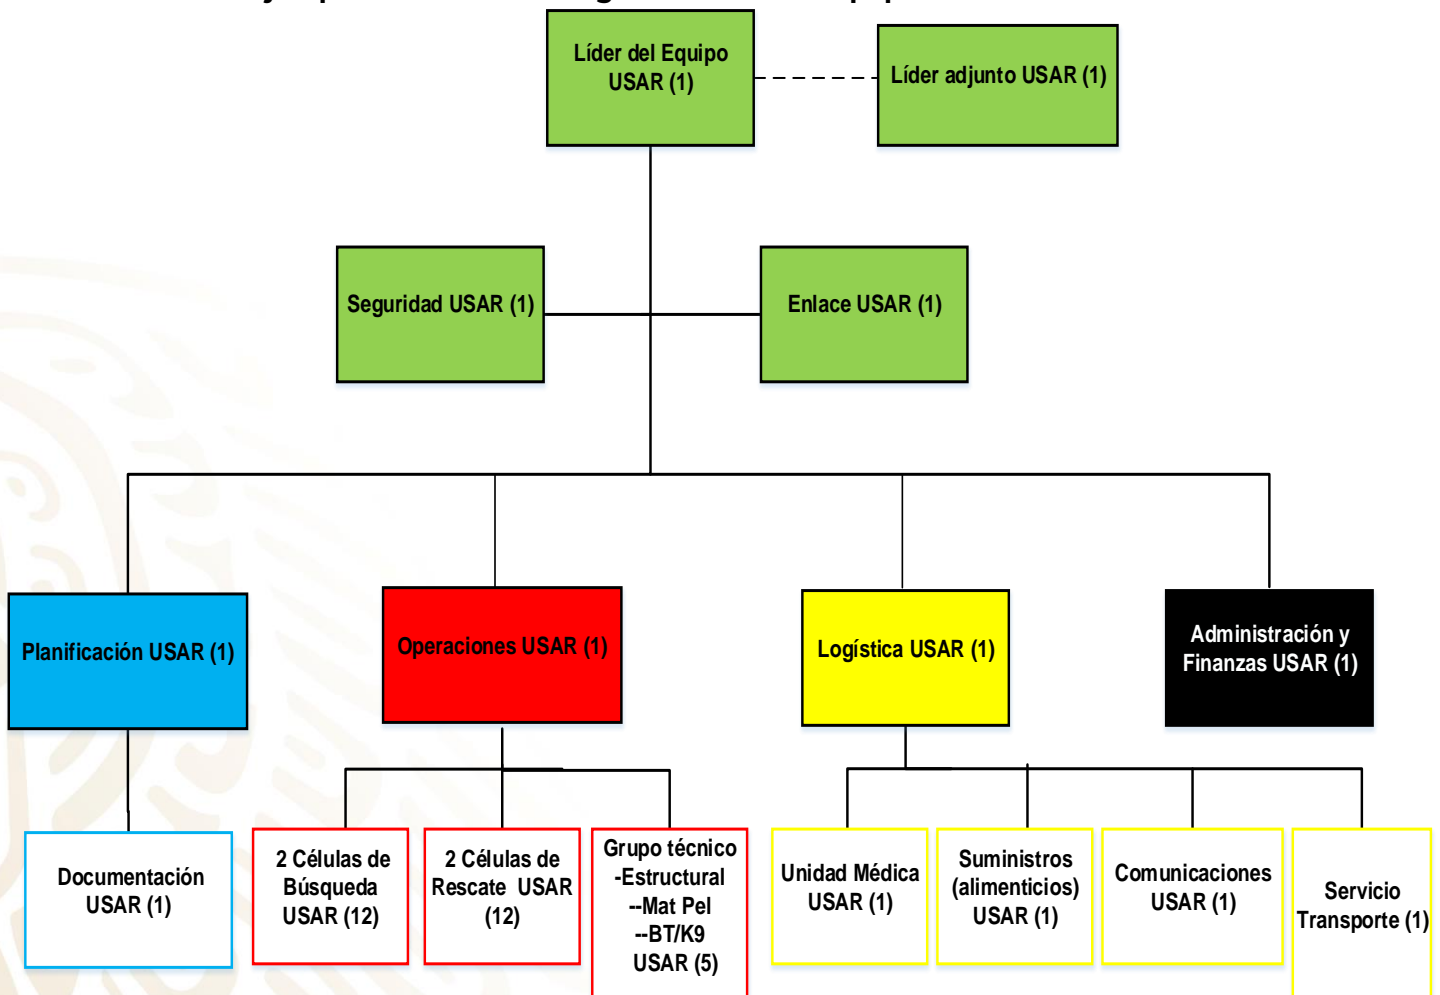 Líder del Equipo
USAR (1)
Líder adjunto USAR (1)
Seguridad USAR (1)
Enlace USAR (1)
Planificación USAR (1)
Operaciones USAR (1)
Logística USAR (1)
Administración y
Finanzas USAR (1)
Documentación
USAR (1)
2 Células de
Búsqueda
USAR (12)
2 Células de
Rescate USAR
(12)
Grupo técnico
-Estructural
--Mat Pel
--BT/K9
USAR (5)
Unidad Médica
USAR (1)
Suministros
(alimenticios)
USAR (1)
Comunicaciones
USAR (1)
Servicio
Transporte (1)